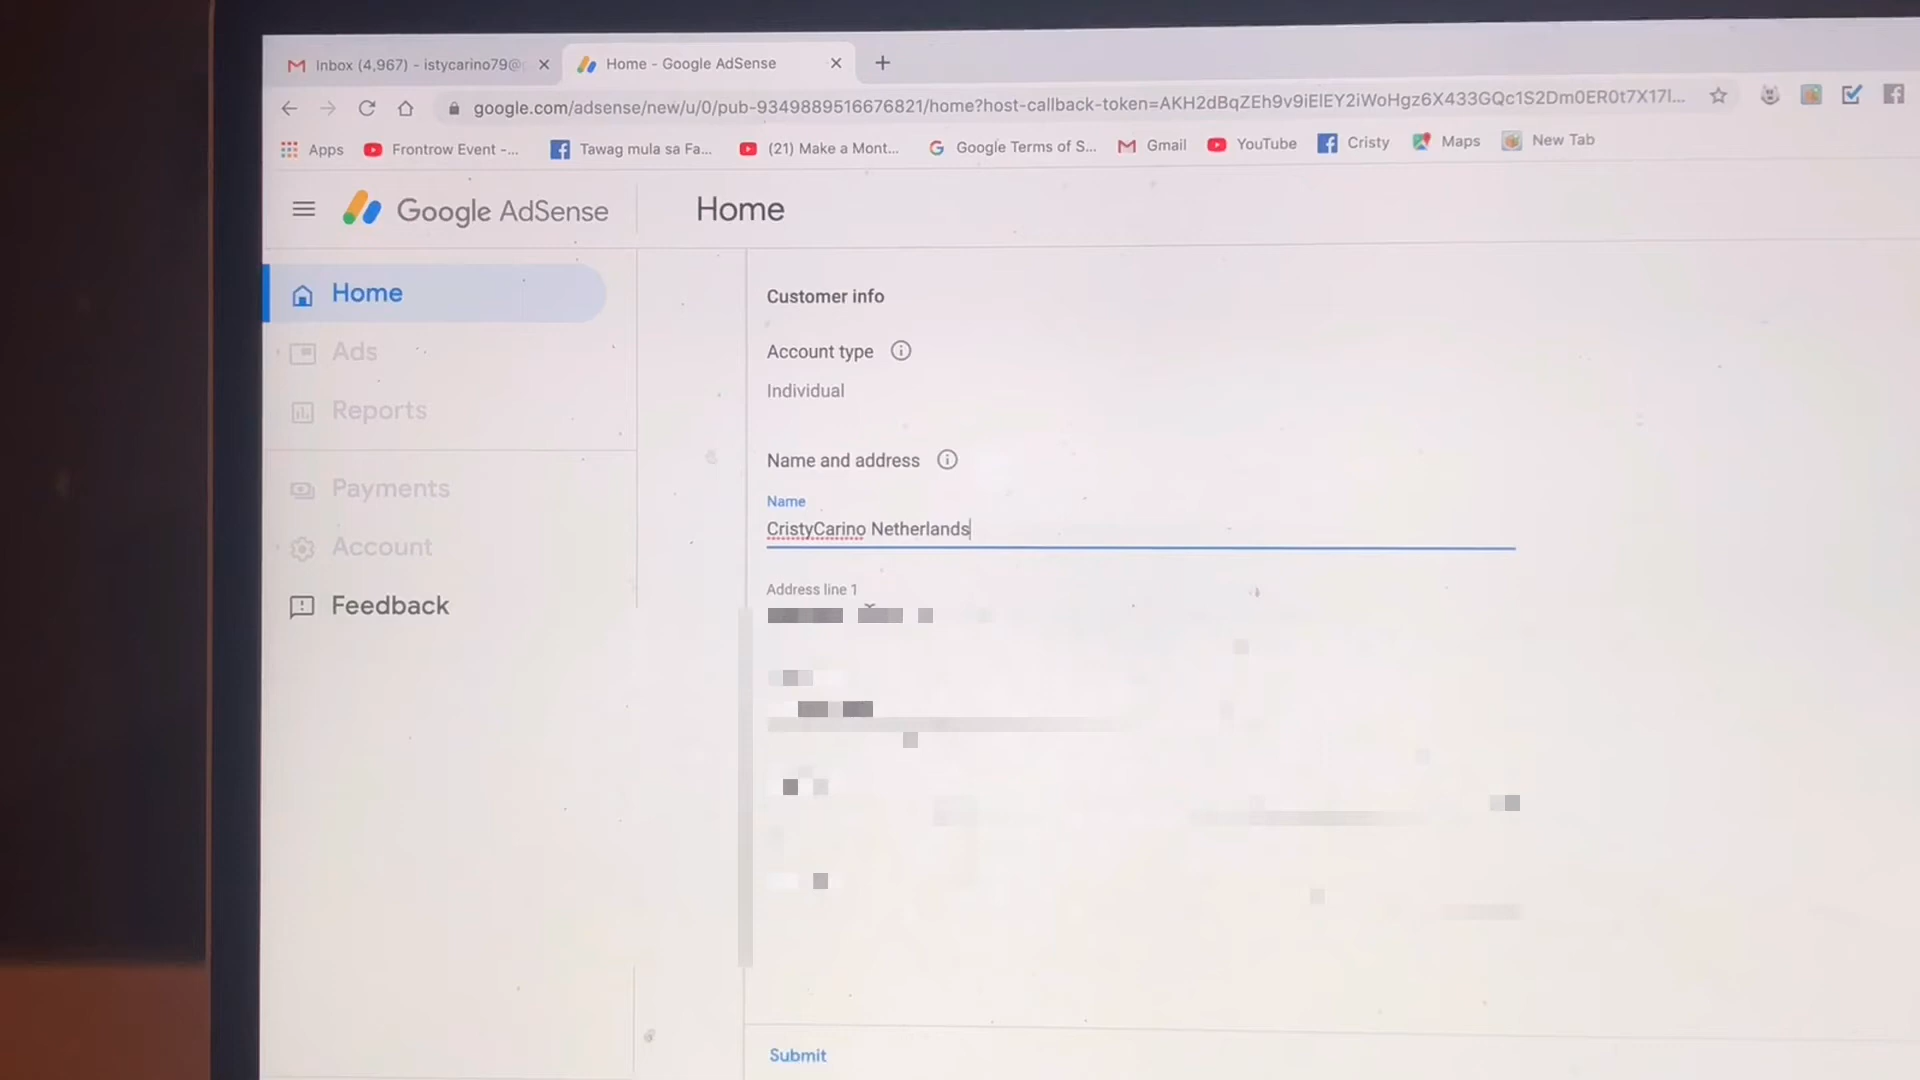 Inbox (4,967) - istycarino79@
Home - Google AdSense
google.com/adsense/new/u/0/pub-9349889516676821/home?host-callback-token=AKH2dBqZEh9v9iElEY2iWoHgz6X433GQc1S2Dm0ER0t7X17l...
Apps
Frontrow Event -...
Tawag mula sa Fa...
(21) Make a Mont...
Google Terms of S...
Gmail
YouTube
Cristy
Maps
New Tab
Google AdSense
Home
Home
Ads
Reports
Payments
Account
Feedback
Customer info
Account type
Individual
Name and address
Name
CristyCarino Netherlands
Address line 1
Submit